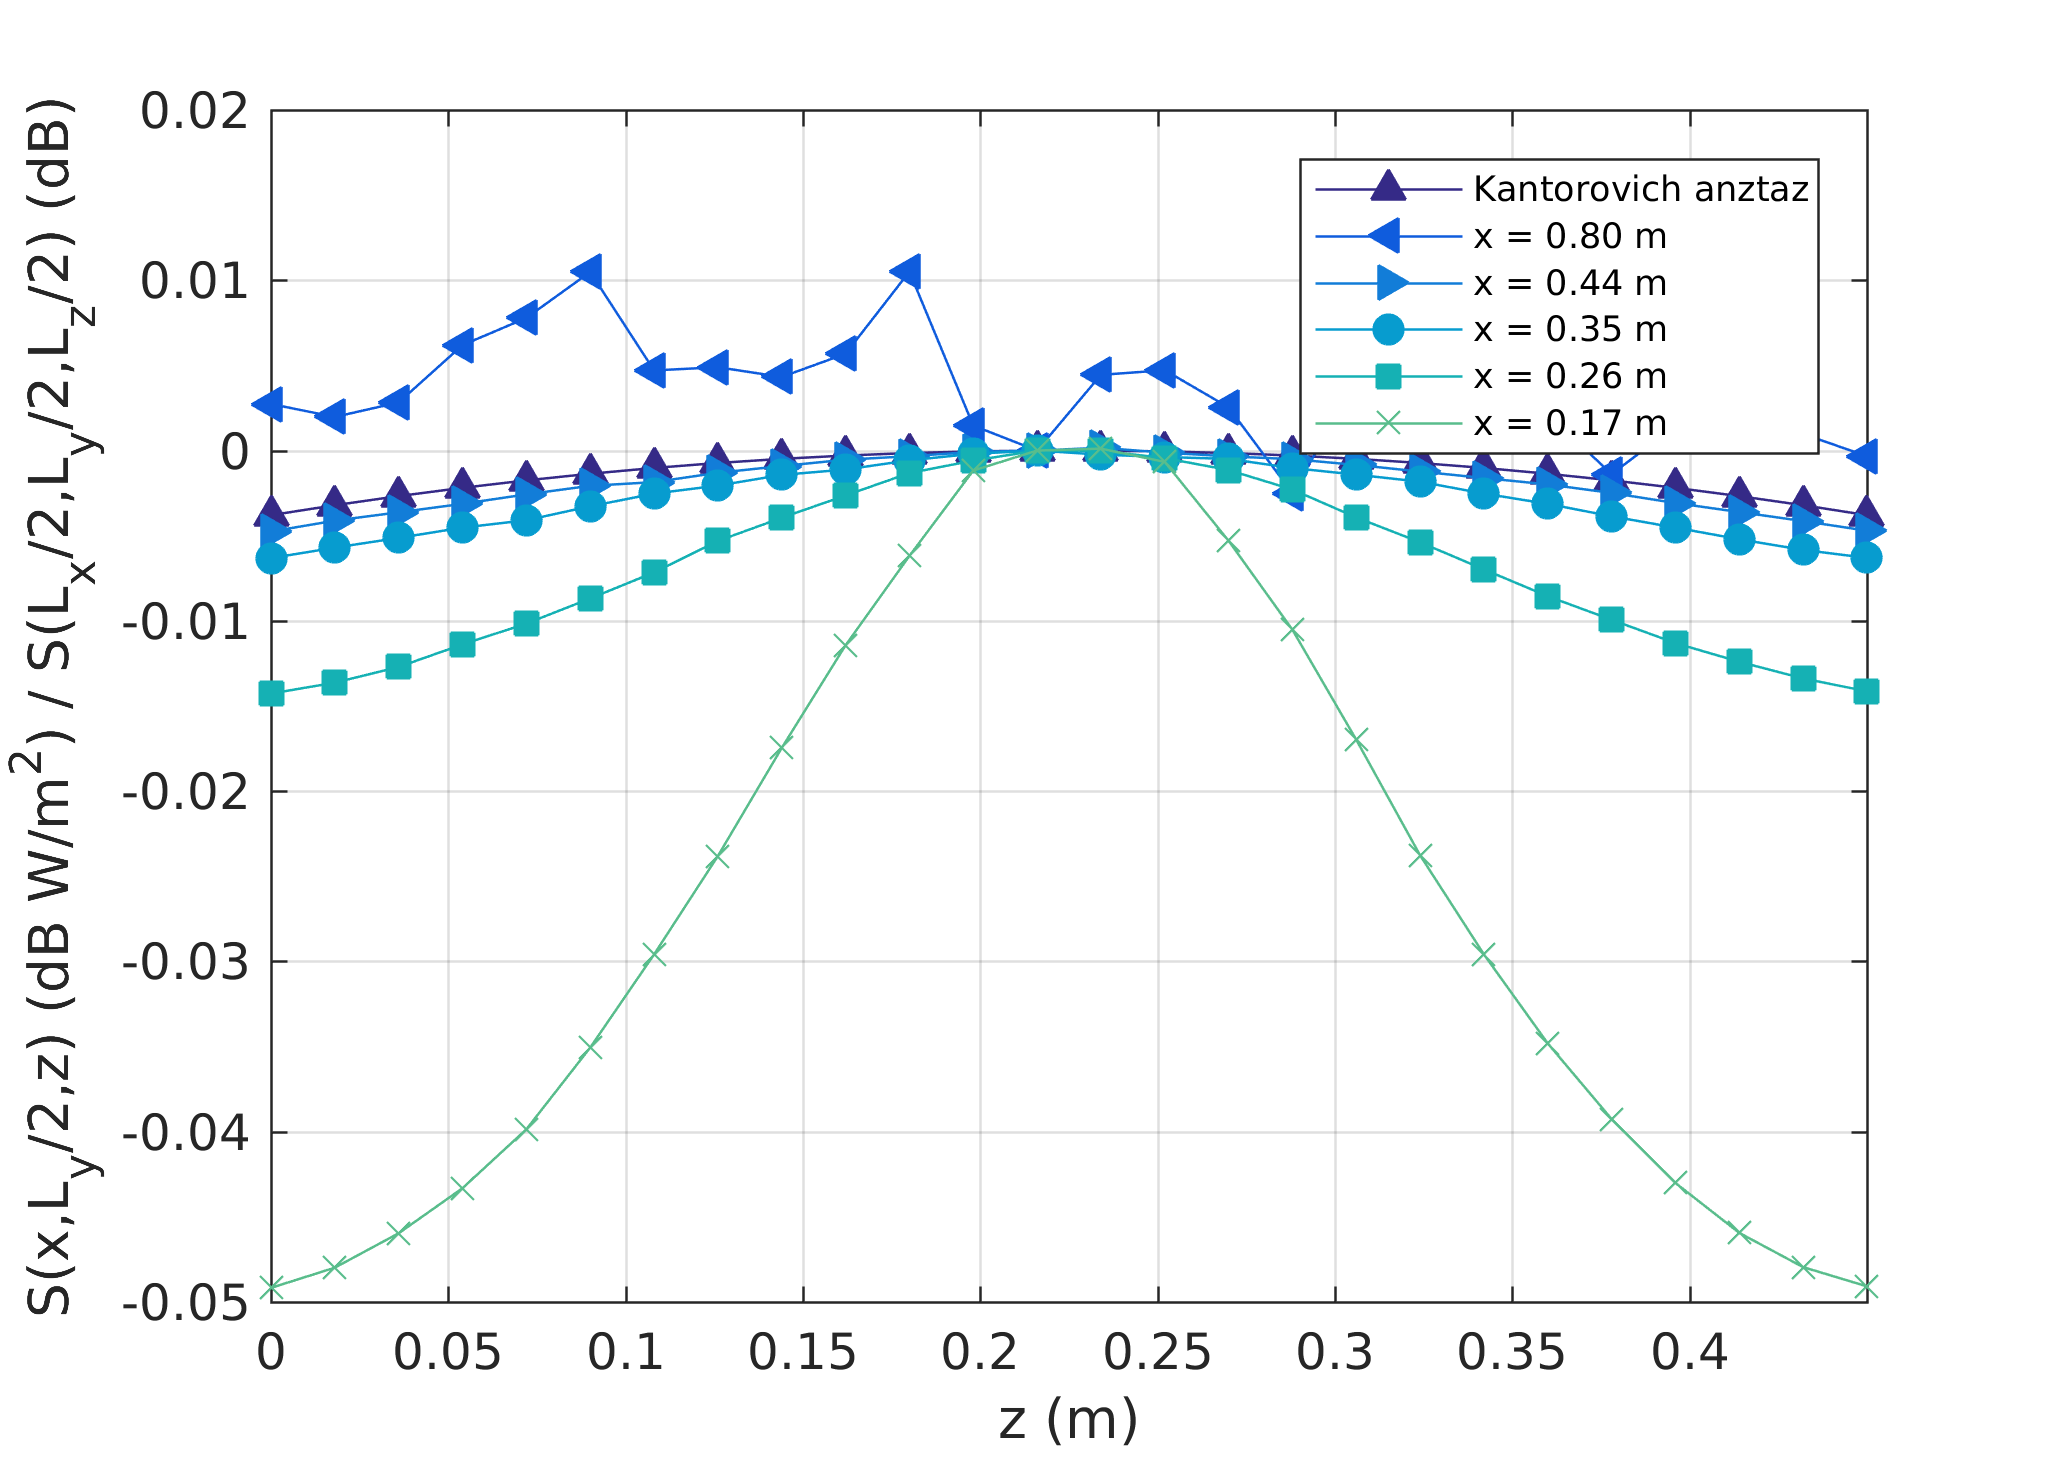 S(x,Ly/2,z) (dB W/m2) / S(Lx/2,Ly/2,Lz/2) (dB)
0.02
0.01
0
-0.01
-0.02
-0.03
-0.04
-0.05
Kantorovich anztaz
x = 0.80 m
x = 0.44 m
x = 0.35 m
x = 0.26 m
x = 0.17 m
0 0.05 0.1 0.15 0.2 0.25 0.3 0.35 0.4
z (m)